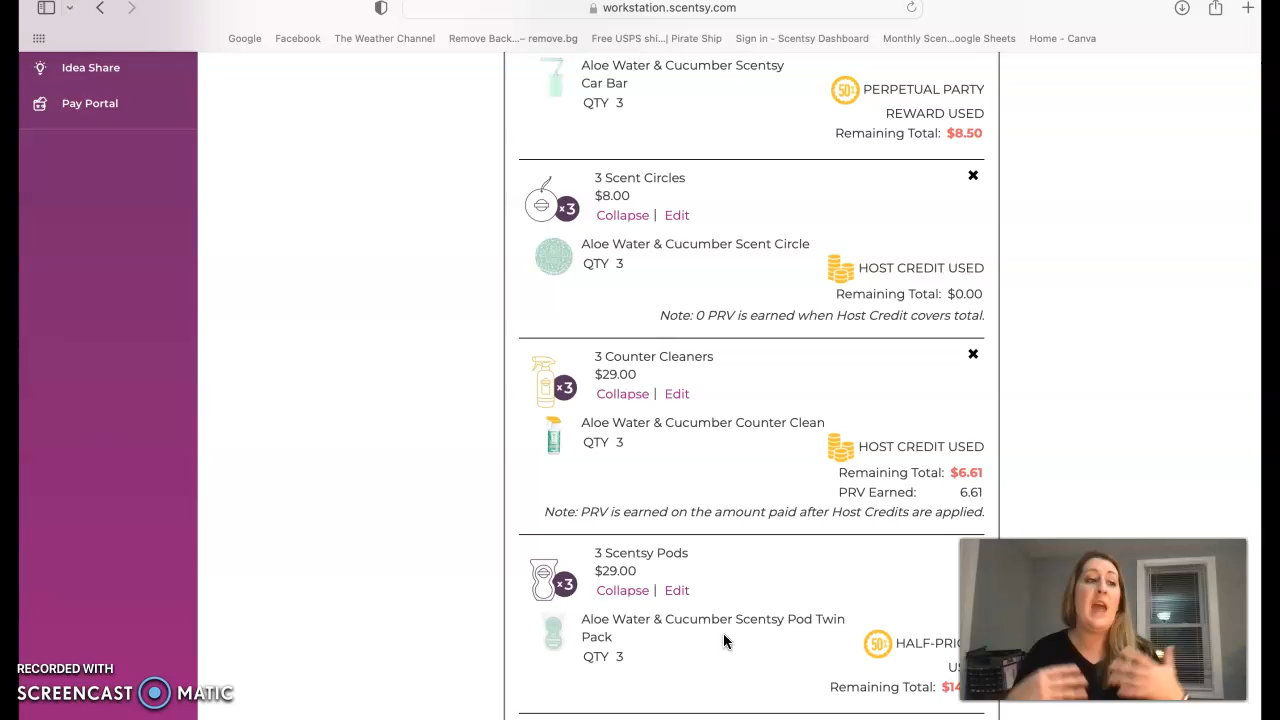 workstation.scentsy.com
Google Facebook The Weather Channel Remove Back...– remove.bg Free USPS shi...| Pirate Ship Sign in - Scentsy Dashboard Monthly Scen...oogle Sheets Home - Canva
Idea Share
Pay Portal
Aloe Water & Cucumber Scentsy
Car Bar
QTY 3
50%
PERPETUAL PARTY
REWARD USED
Remaining Total: $8.50
3 Scent Circles
$8.00
x3
Collapse | Edit
Aloe Water & Cucumber Scent Circle
QTY 3
HOST CREDIT USED
Remaining Total: $0.00
Note: 0 PRV is earned when Host Credit covers total.
3 Counter Cleaners
$29.00
x3
Collapse | Edit
Aloe Water & Cucumber Counter Clean
QTY 3
HOST CREDIT USED
Remaining Total: $6.61
PRV Earned: 6.61
Note: PRV is earned on the amount paid after Host Credits are applied.
3 Scentsy Pods
$29.00
x3
Collapse | Edit
Aloe Water & Cucumber Scentsy Pod Twin
Pack
QTY 3
50%
HALF-PRIC
US
Remaining Total: $14
RECORDED WITH
SCREENCAST MATIC